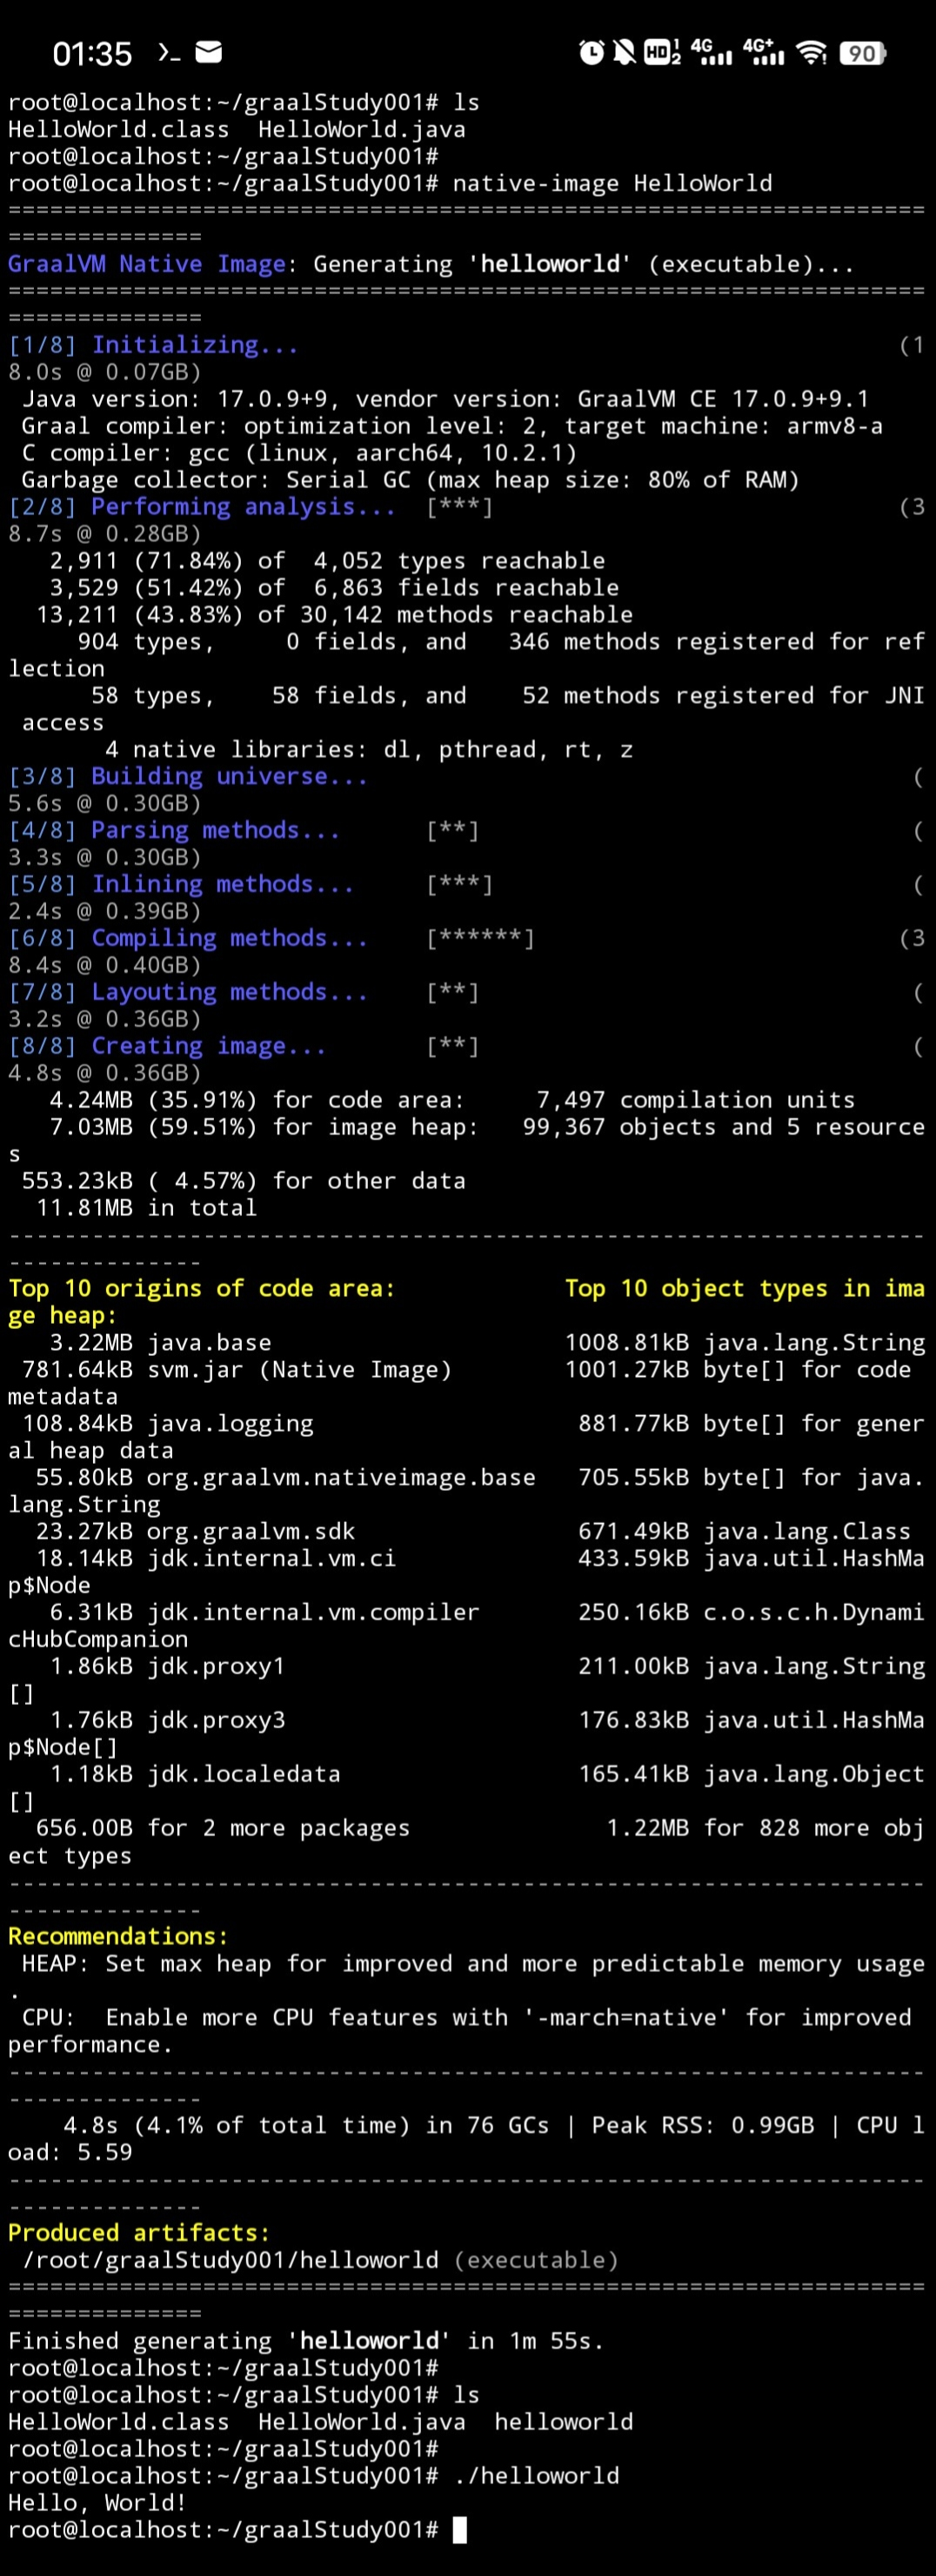 01:35 >_ HD 1 2 4G 4G+ 90
root@localhost:~/graalStudy001# ls
HelloWorld.class  HelloWorld.java
root@localhost:~/graalStudy001#
root@localhost:~/graalStudy001# native-image HelloWorld
==================================================================
==============
GraalVM Native Image: Generating 'helloworld' (executable)...
==================================================================
==============
[1/8] Initializing...                                           (1
8.0s @ 0.07GB)
 Java version: 17.0.9+9, vendor version: GraalVM CE 17.0.9+9.1
 Graal compiler: optimization level: 2, target machine: armv8-a
 C compiler: gcc (linux, aarch64, 10.2.1)
 Garbage collector: Serial GC (max heap size: 80% of RAM)
[2/8] Performing analysis...  [***]                             (3
8.7s @ 0.28GB)
   2,911 (71.84%) of  4,052 types reachable
   3,529 (51.42%) of  6,863 fields reachable
  13,211 (43.83%) of 30,142 methods reachable
     904 types,     0 fields, and   346 methods registered for ref
lection
      58 types,    58 fields, and    52 methods registered for JNI
 access
       4 native libraries: dl, pthread, rt, z
[3/8] Building universe...                                       (
5.6s @ 0.30GB)
[4/8] Parsing methods...      [**]                               (
3.3s @ 0.30GB)
[5/8] Inlining methods...     [***]                              (
2.4s @ 0.39GB)
[6/8] Compiling methods...    [******]                          (3
8.4s @ 0.40GB)
[7/8] Layouting methods...    [**]                               (
3.2s @ 0.36GB)
[8/8] Creating image...       [**]                               (
4.8s @ 0.36GB)
   4.24MB (35.91%) for code area:     7,497 compilation units
   7.03MB (59.51%) for image heap:   99,367 objects and 5 resource
s
 553.23kB ( 4.57%) for other data
  11.81MB in total
------------------------------------------------------------------
--------------
Top 10 origins of code area:            Top 10 object types in ima
ge heap:
   3.22MB java.base                     1008.81kB java.lang.String
 781.64kB svm.jar (Native Image)        1001.27kB byte[] for code
metadata
 108.84kB java.logging                   881.77kB byte[] for gener
al heap data
  55.80kB org.graalvm.nativeimage.base   705.55kB byte[] for java.
lang.String
  23.27kB org.graalvm.sdk                671.49kB java.lang.Class
  18.14kB jdk.internal.vm.ci             433.59kB java.util.HashMa
p$Node
   6.31kB jdk.internal.vm.compiler       250.16kB c.o.s.c.h.Dynami
cHubCompanion
   1.86kB jdk.proxy1                     211.00kB java.lang.String
[]
   1.76kB jdk.proxy3                     176.83kB java.util.HashMa
p$Node[]
   1.18kB jdk.localedata                 165.41kB java.lang.Object
[]
  656.00B for 2 more packages              1.22MB for 828 more obj
ect types
------------------------------------------------------------------
--------------
Recommendations:
 HEAP: Set max heap for improved and more predictable memory usage
.
 CPU:  Enable more CPU features with '-march=native' for improved
performance.
------------------------------------------------------------------
--------------
    4.8s (4.1% of total time) in 76 GCs | Peak RSS: 0.99GB | CPU l
oad: 5.59
------------------------------------------------------------------
--------------
Produced artifacts:
 /root/graalStudy001/helloworld (executable)
==================================================================
==============
Finished generating 'helloworld' in 1m 55s.
root@localhost:~/graalStudy001#
root@localhost:~/graalStudy001# ls
HelloWorld.class  HelloWorld.java  helloworld
root@localhost:~/graalStudy001#
root@localhost:~/graalStudy001# ./helloworld
Hello, World!
root@localhost:~/graalStudy001#